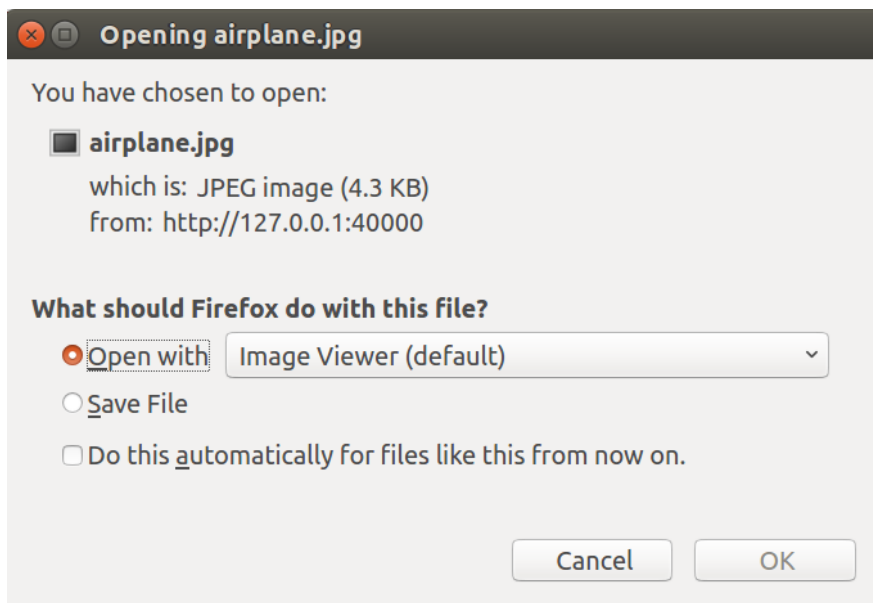 Opening airplane.jpg
You have chosen to open:
airplane.jpg
which is: JPEG image (4.3 KB)
from: http://127.0.0.1:40000
What should Firefox do with this file?
Open with Image Viewer (default)
Save File
Do this automatically for files like this from now on.
Cancel OK